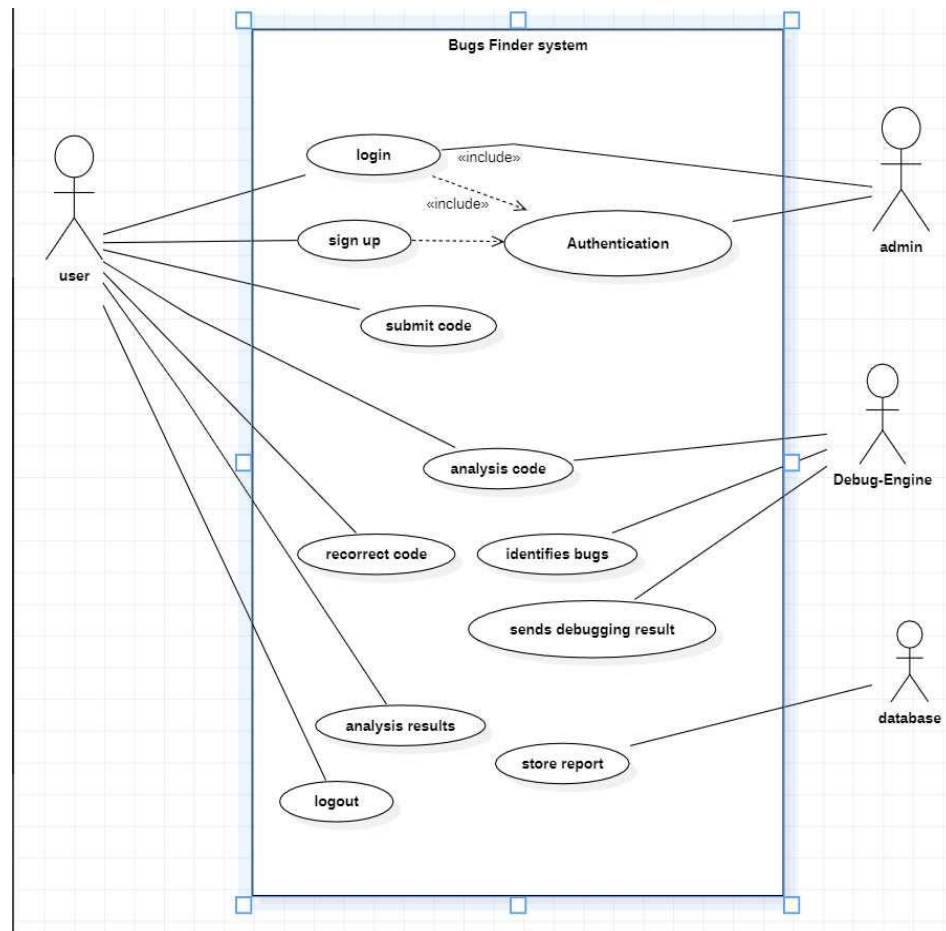 Bugs Finder system
login
«include»
«include»
sign up
Authentication
user
admin
submit code
analysis code
Debug-Engine
recorrect code
identifies bugs
sends debugging result
analysis results
database
store report
logout